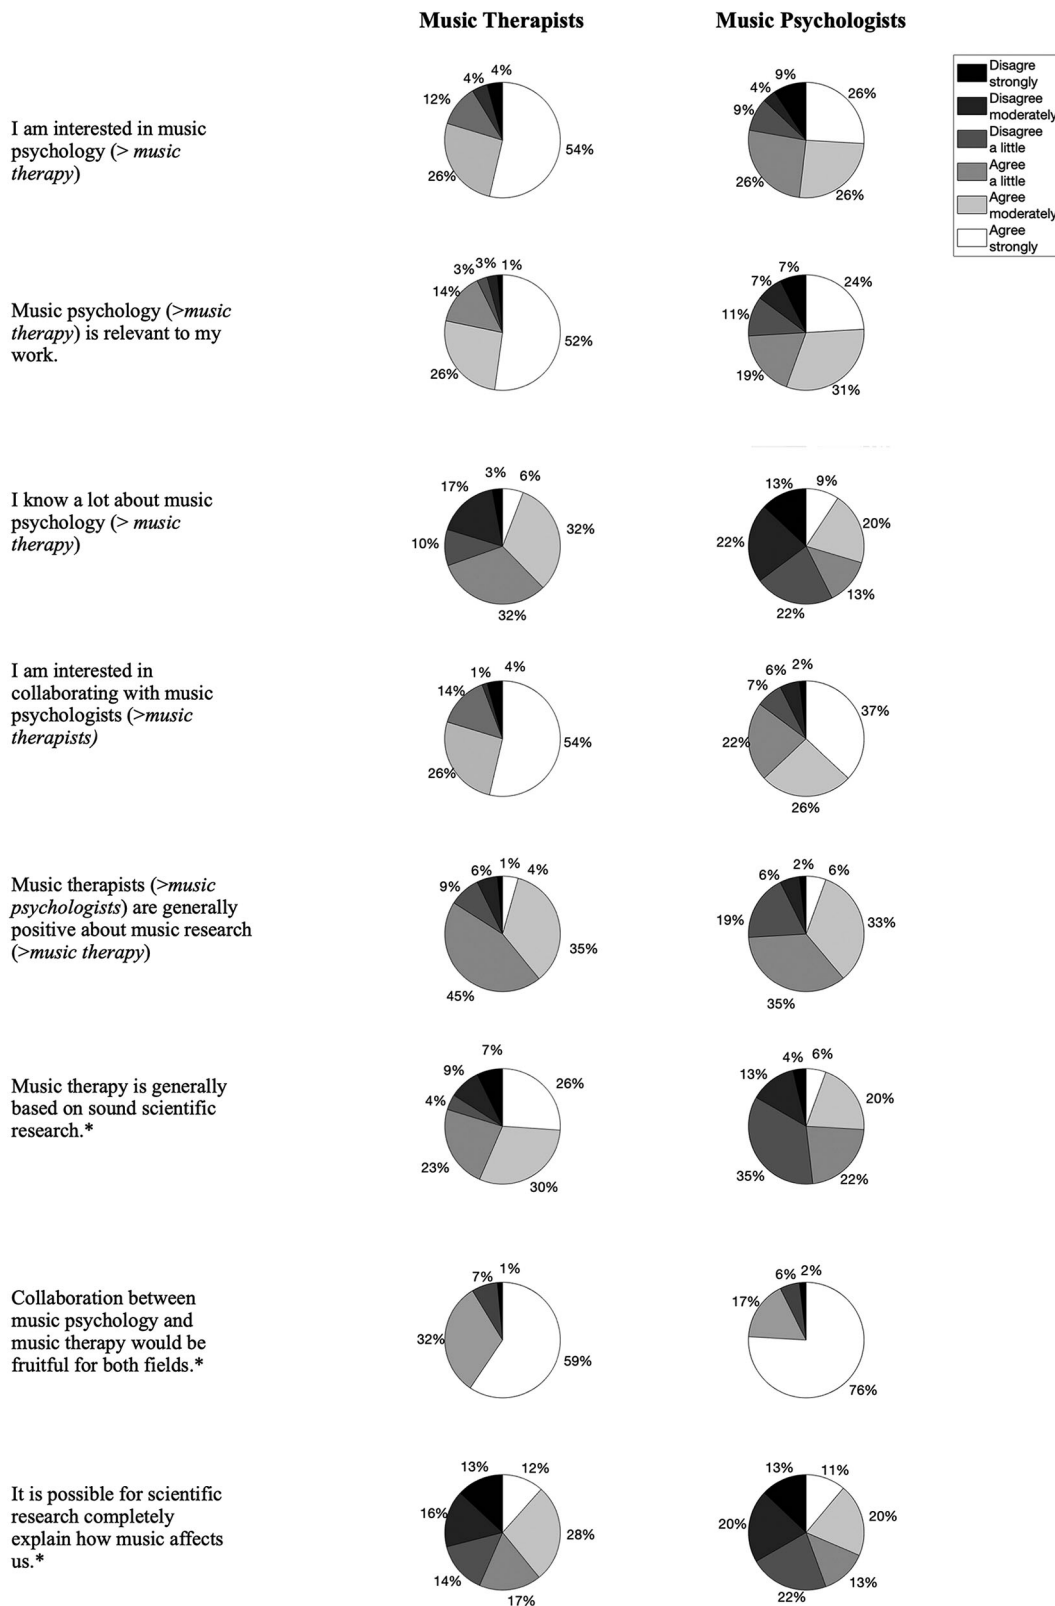 Music Therapists
Music Psychologists
Disagre
strongly
Disagree
moderately
Disagree
a little
Agree
a little
Agree
moderately
Agree
strongly
I am interested in music
psychology (> music
therapy)
4%
4%
12%
26%
54%
9%
4%
9%
26%
26%
26%
Music psychology (>music
therapy) is relevant to my
work.
3%
3%
1%
14%
26%
52%
7%
7%
11%
19%
24%
31%
I know a lot about music
psychology (> music
therapy)
3%
6%
17%
10%
32%
32%
13%
9%
22%
20%
22%
13%
I am interested in
collaborating with music
psychologists (>music
therapists)
1%
4%
14%
26%
54%
6%
2%
7%
22%
37%
26%
Music therapists (>music
psychologists) are generally
positive about music research
(>music therapy)
6%
1%
4%
9%
35%
45%
6%
2%
6%
19%
33%
35%
Music therapy is generally
based on sound scientific
research.*
7%
9%
4%
26%
23%
30%
4%
6%
13%
20%
35%
22%
Collaboration between
music psychology and
music therapy would be
fruitful for both fields.*
7%
1%
32%
59%
6%
2%
17%
76%
It is possible for scientific
research completely
explain how music affects
us.*
13%
12%
16%
28%
14%
17%
13%
11%
20%
20%
22%
13%